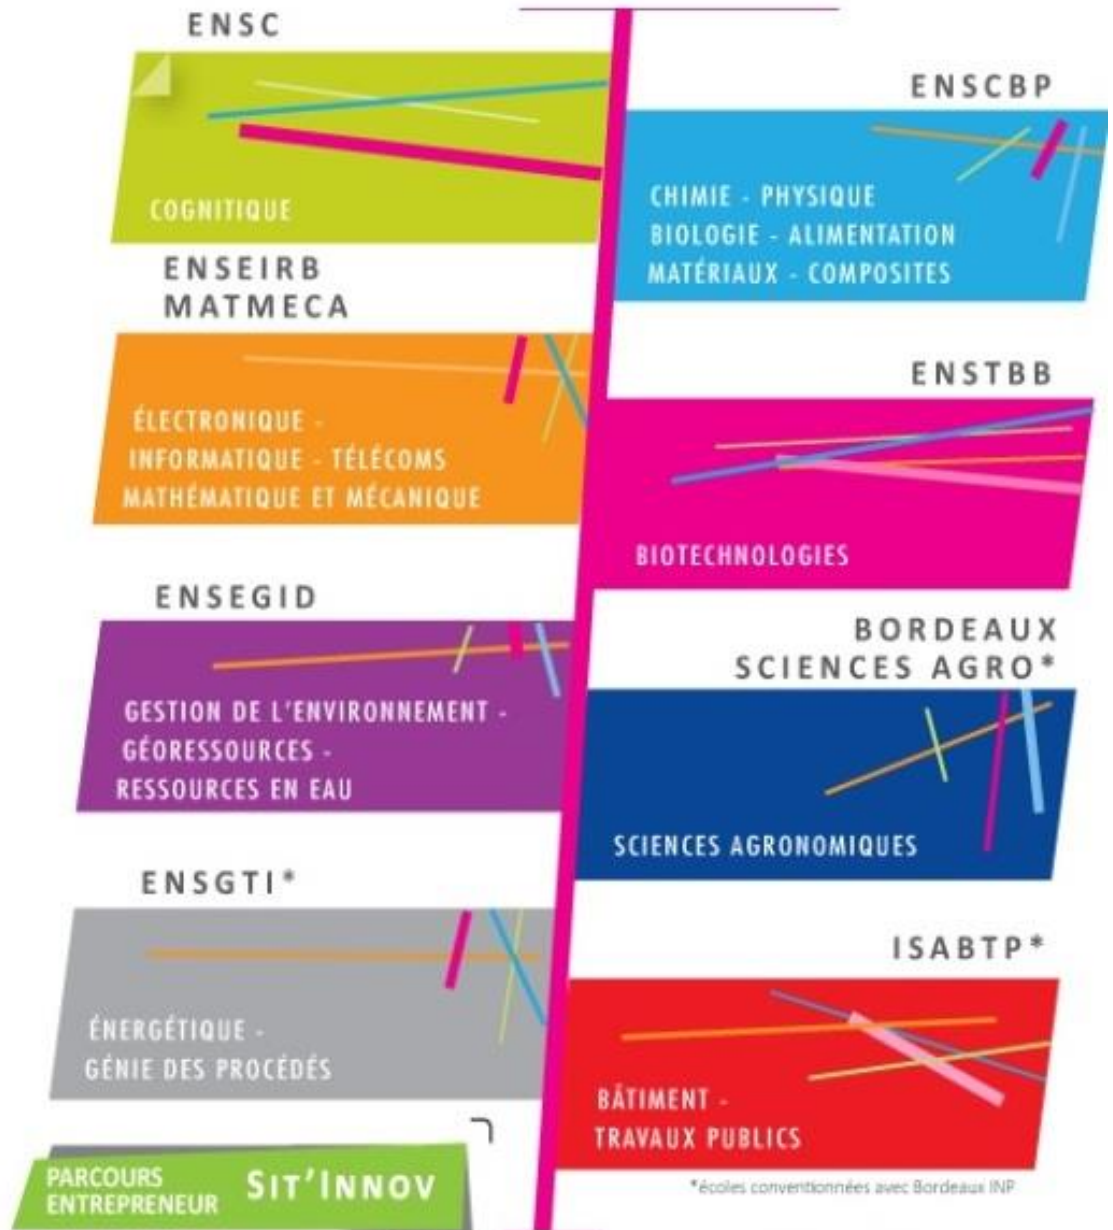 ENSC
COGNITIQUE
ENSEIRB
MATMECA
ÉLECTRONIQUE -
INFORMATIQUE - TÉLÉCOMS
MATHÉMATIQUE ET MÉCANIQUE
ENSEGID
GESTION DE L'ENVIRONNEMENT -
GÉORESSOURCES -
RESSOURCES EN EAU
ENSGTI*
ÉNERGÉTIQUE -
GÉNIE DES PROCÉDÉS
PARCOURS
ENTREPRENEUR
SIT'INNOV
ENSCBP
CHIMIE - PHYSIQUE
BIOLOGIE - ALIMENTATION
MATÉRIAUX - COMPOSITES
ENSTBB
BIOTECHNOLOGIES
BORDEAUX
SCIENCES AGRO*
SCIENCES AGRONOMIQUES
ISABTP*
BÂTIMENT -
TRAVAUX PUBLICS
*écoles conventionnées avec Bordeaux INP